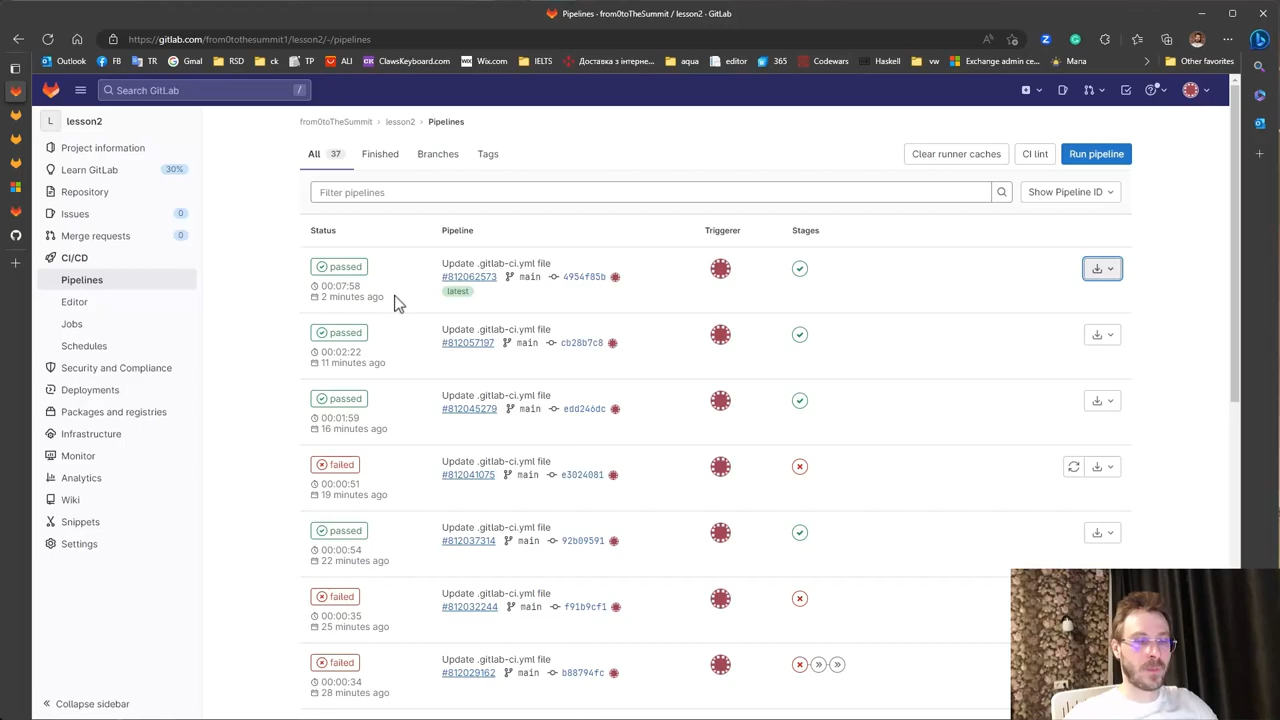 Pipelines - from0toTheSummit / lesson2 - GitLab
https://gitlab.com/from0tothesummit1/lesson2/-/pipelines
Outlook FB TR Gmal RSD ck TP ALI ClawsKeyboard.com Wix.com IELTS Доставка з інтерне... aqua editor 365 Codewars Haskell vw Exchange admin ce... Mana Other favorites
Search GitLab /
L lesson2
Project information
Learn GitLab 30%
Repository
Issues 0
Merge requests 0
CI/CD
Pipelines
Editor
Jobs
Schedules
Security and Compliance
Deployments
Packages and registries
Infrastructure
Monitor
Analytics
Wiki
Snippets
Settings
Collapse sidebar
from0toTheSummit › lesson2 › Pipelines
All 37 Finished Branches Tags Clear runner caches CI lint Run pipeline
Filter pipelines Show Pipeline ID
Status Pipeline Triggerer Stages
passed Update .gitlab-ci.yml file
00:07:58 #812062573 main 4954f05b
2 minutes ago latest
passed Update .gitlab-ci.yml file
00:02:22 #812057197 main cb28b7c8
11 minutes ago
passed Update .gitlab-ci.yml file
00:01:59 #812045279 main edd246dc
16 minutes ago
failed Update .gitlab-ci.yml file
00:00:51 #812041075 main e3024081
19 minutes ago
passed Update .gitlab-ci.yml file
00:00:54 #812037314 main 92b09591
22 minutes ago
failed Update .gitlab-ci.yml file
00:00:35 #812032244 main f91b9cf1
25 minutes ago
failed Update .gitlab-ci.yml file
00:00:34 #812029162 main b88794fc
28 minutes ago